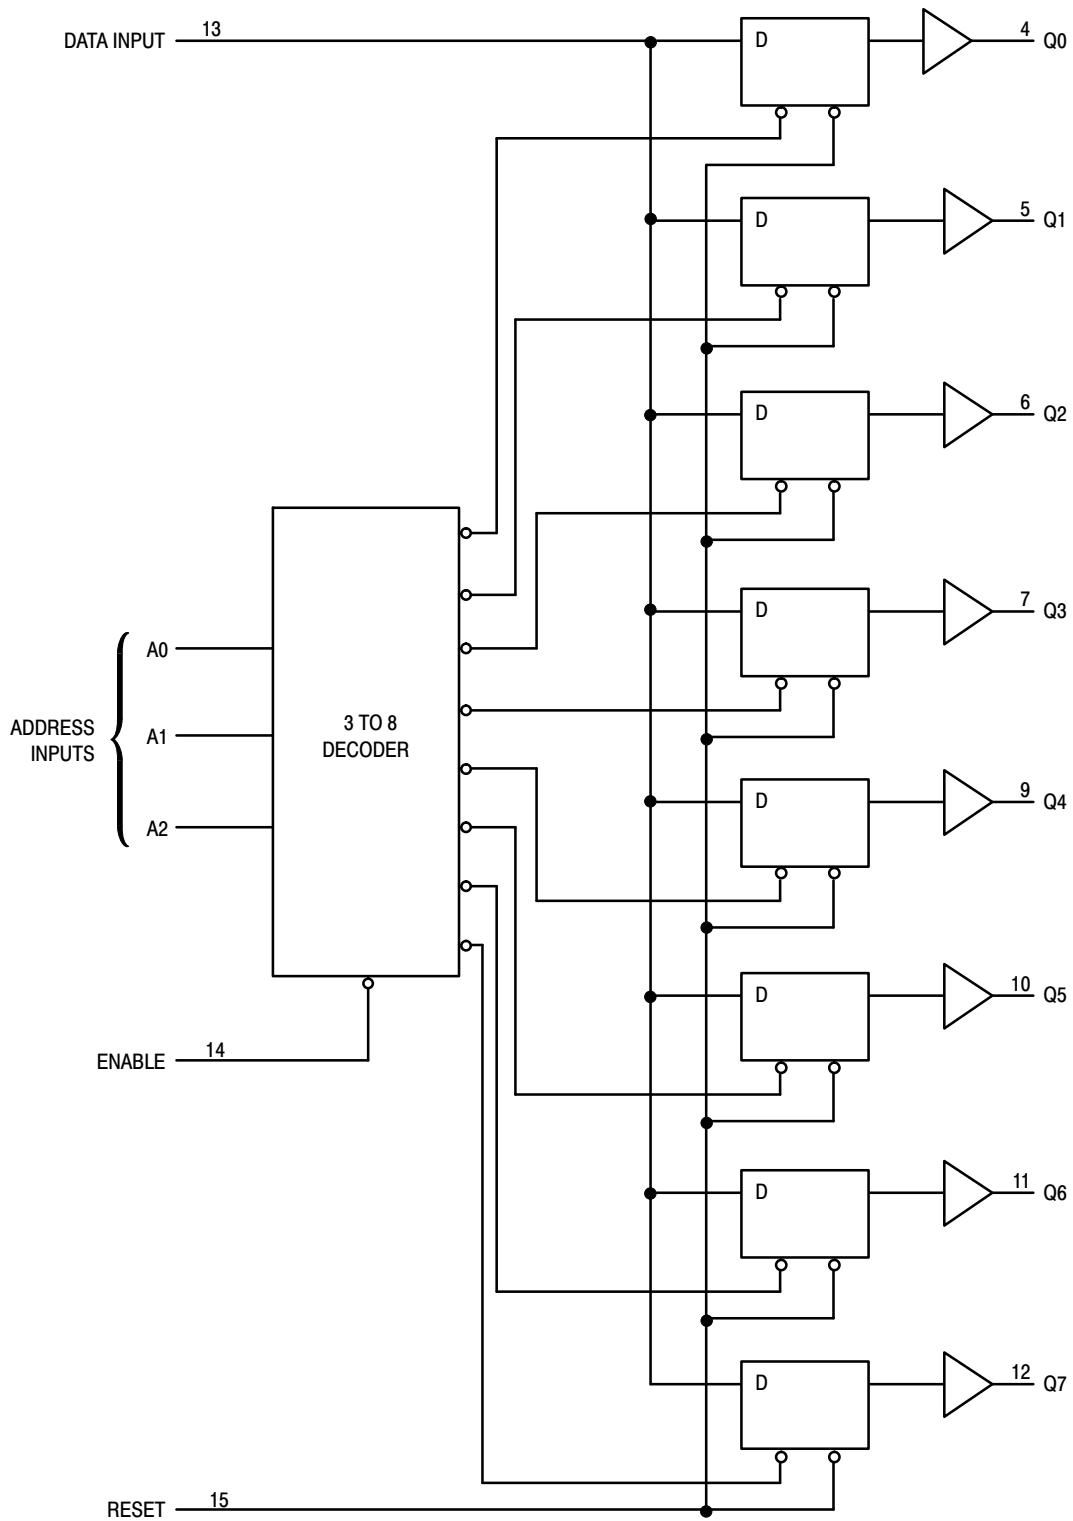 DATA INPUT 13 D 4 Q0
D 5 Q1
D 6 Q2
D 7 Q3
A0
ADDRESS INPUTS
A1
3 TO 8 DECODER
D 9 Q4
A2
D 10 Q5
ENABLE 14
D 11 Q6
D 12 Q7
RESET 15